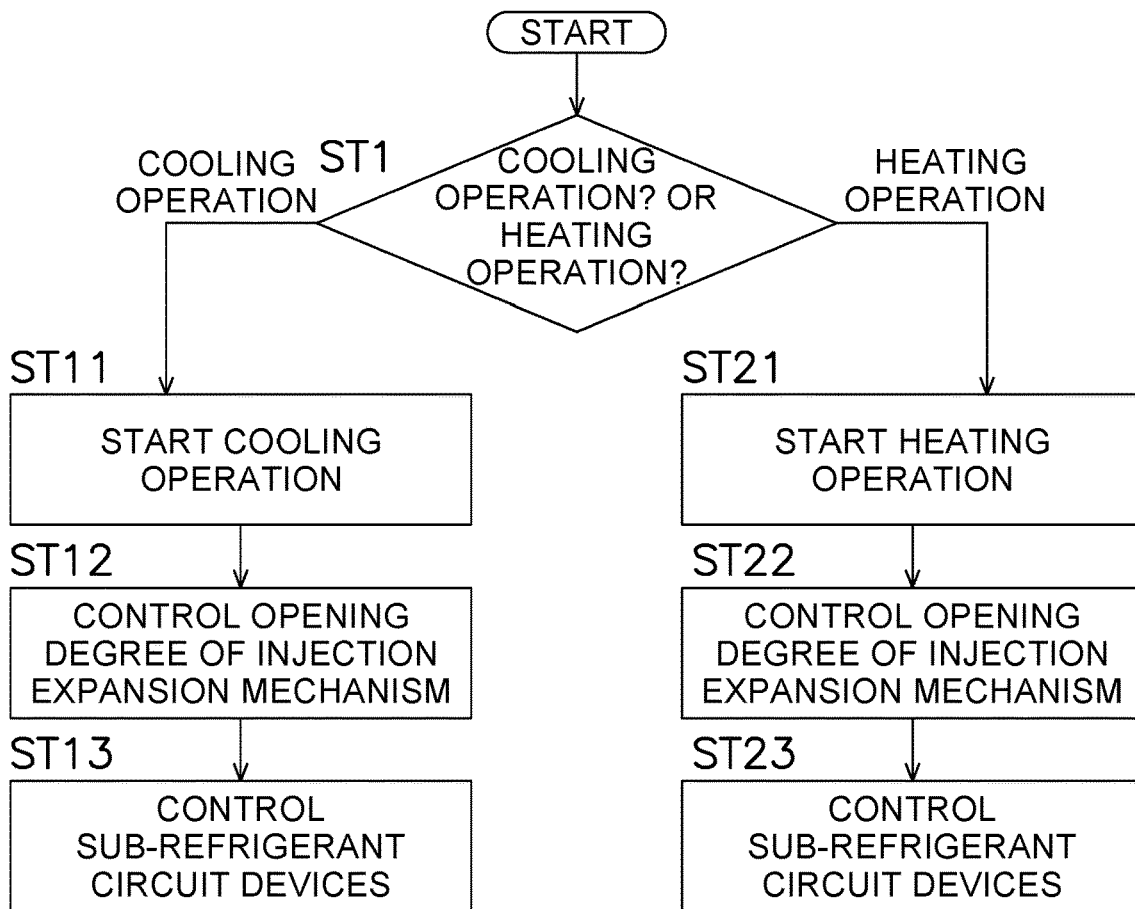 START
ST1
COOLING
OPERATION
COOLING
OPERATION? OR
HEATING
OPERATION?
HEATING
OPERATION
ST11
START COOLING
OPERATION
ST12
CONTROL OPENING
DEGREE OF INJECTION
EXPANSION MECHANISM
ST13
CONTROL
SUB-REFRIGERANT
CIRCUIT DEVICES
ST21
START HEATING
OPERATION
ST22
CONTROL OPENING
DEGREE OF INJECTION
EXPANSION MECHANISM
ST23
CONTROL
SUB-REFRIGERANT
CIRCUIT DEVICES